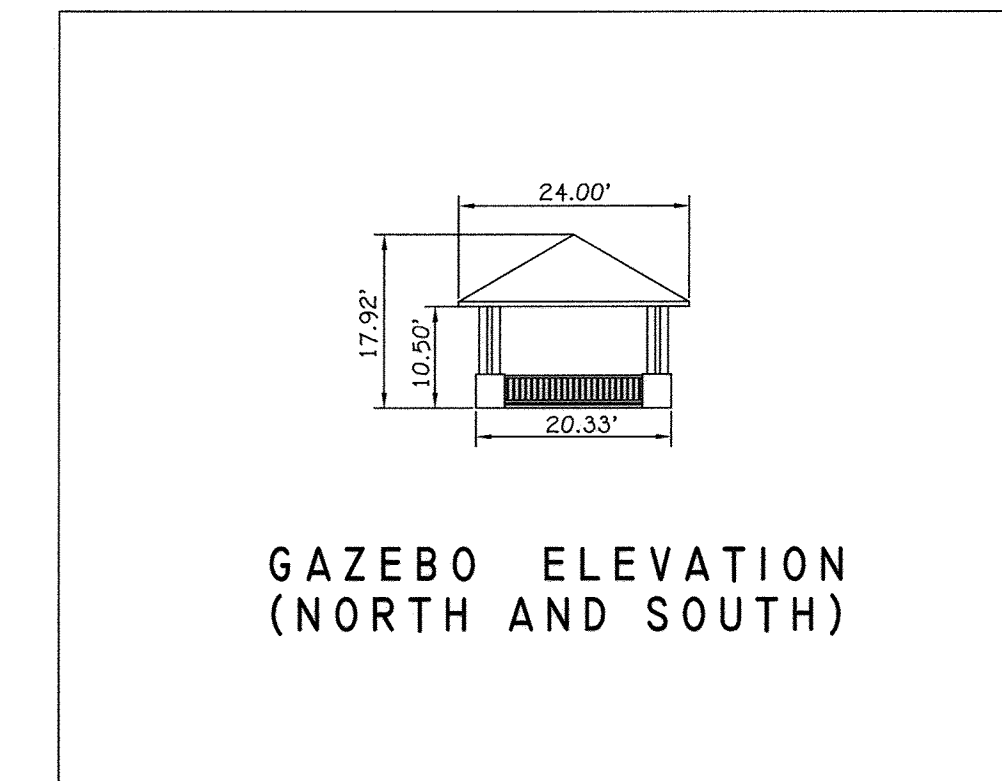 24.00'
17.92'
10.50'
20.33'
GAZEBO ELEVATION
(NORTH AND SOUTH)